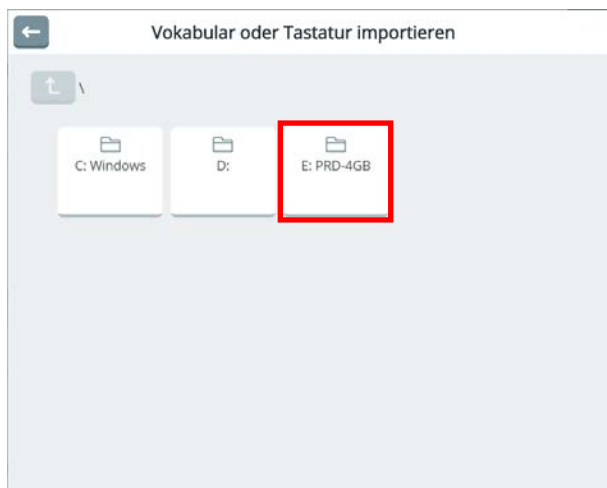 Vokabular oder Tastatur importieren
\
C: Windows
D:
E: PRD-4GB